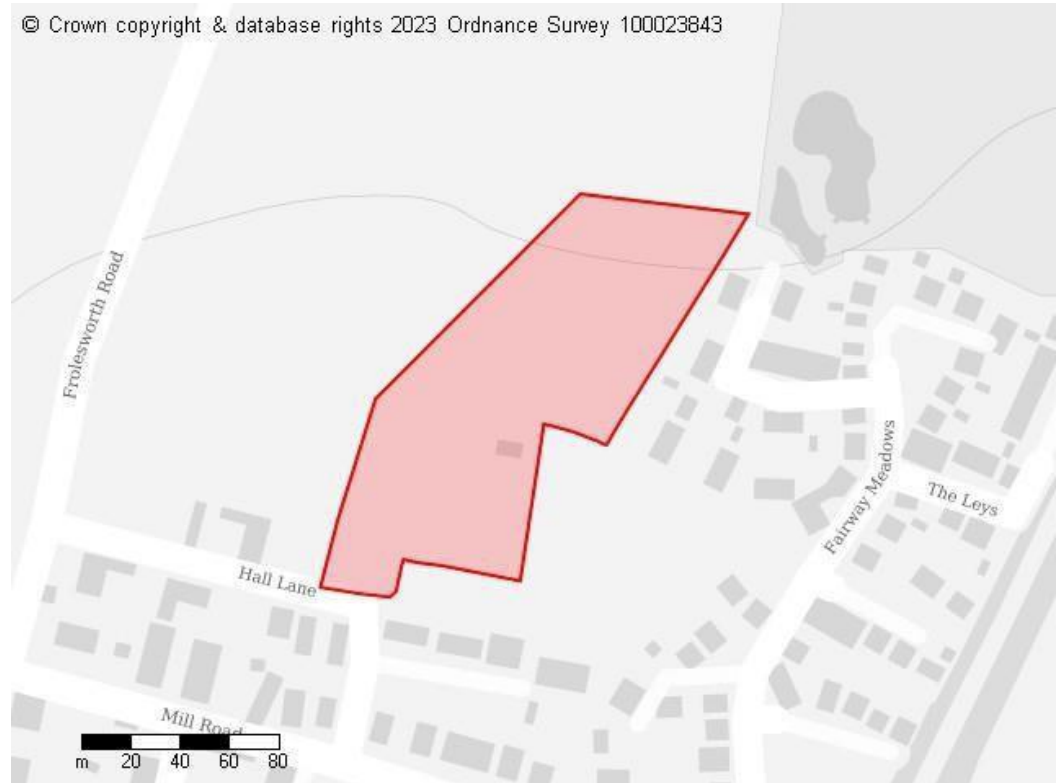 © Crown copyright & database rights 2023 Ordnance Survey 100023843
Frolesworth Road
Fairway Meadows
The Leys
Hall Lane
Mill Road
m 20 40 60 80